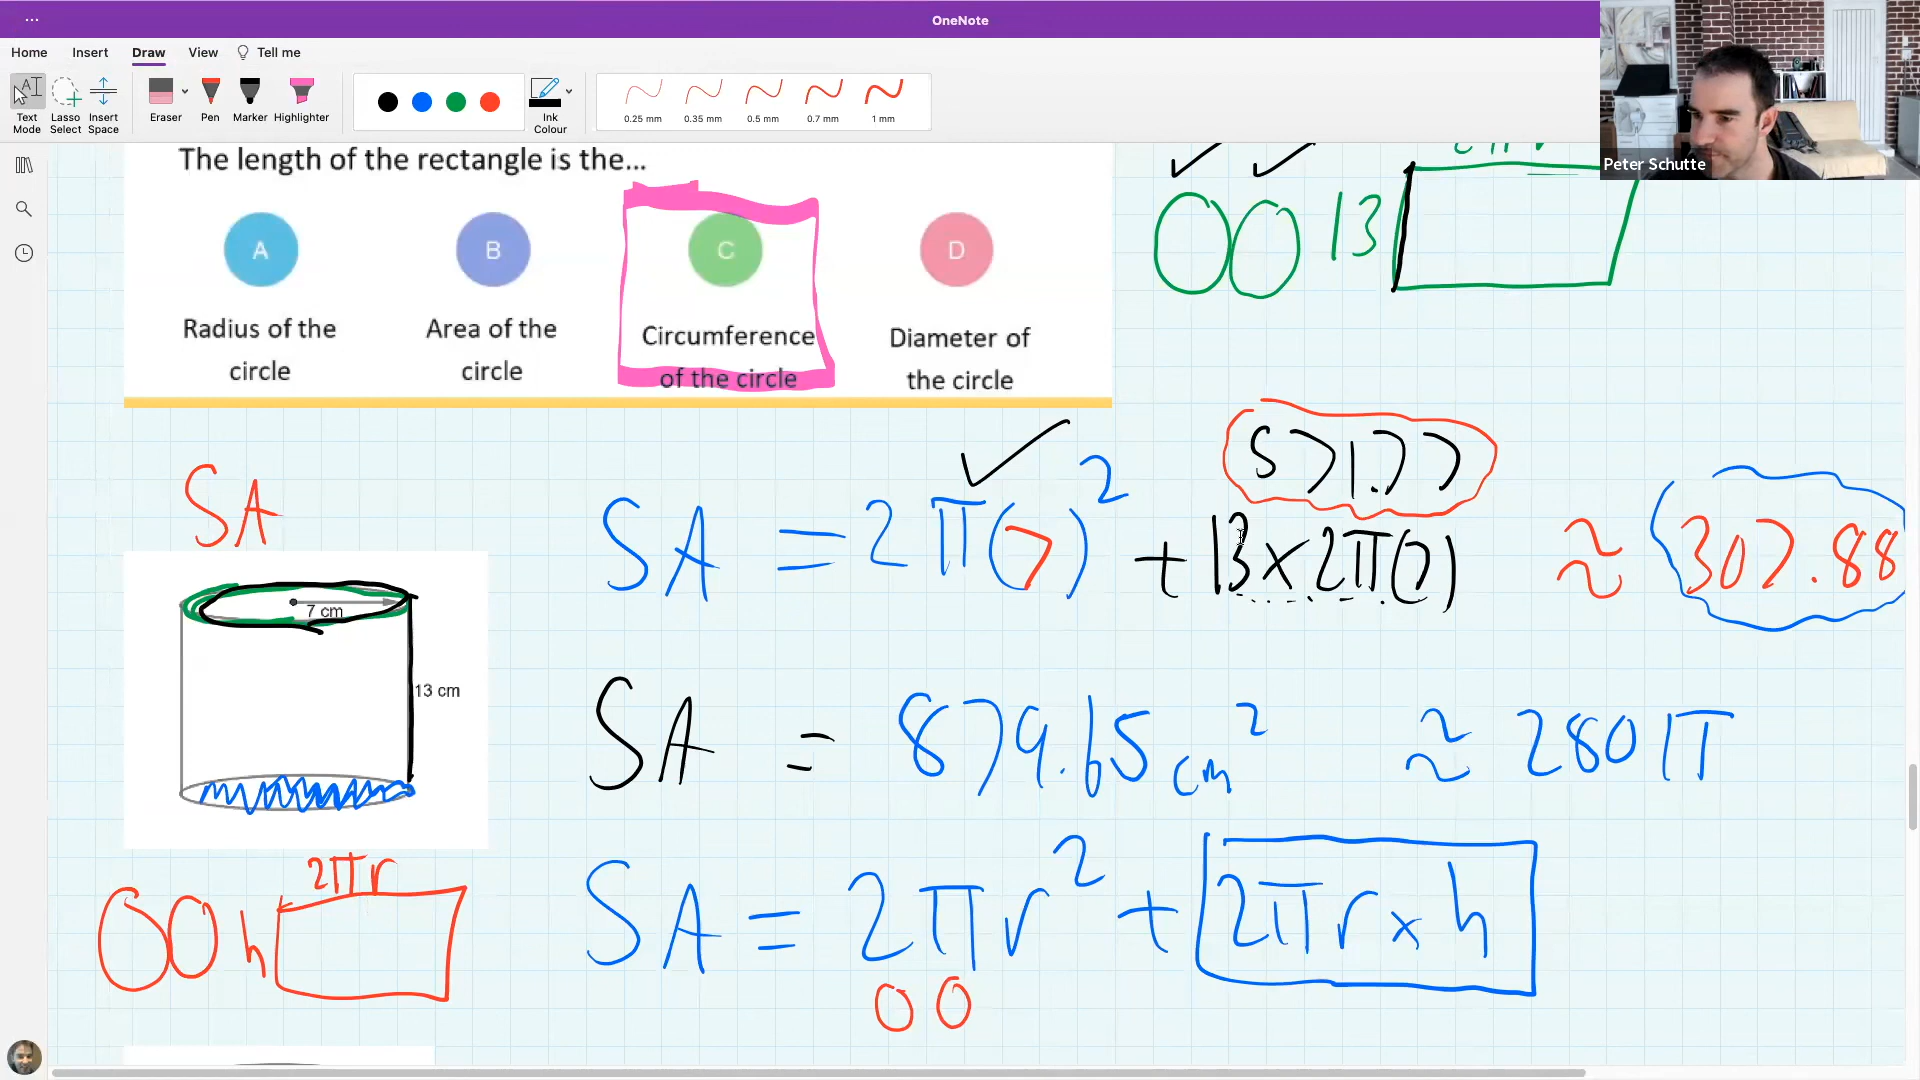 OneNote
Home Insert Draw View Tell me
Text Mode
Lasso Select
Insert Space
Eraser
Pen
Marker
Highlighter
Ink Colour
0.25 mm
0.35 mm
0.5 mm
0.7 mm
1 mm
Peter Schutte
The length of the rectangle is the...
A
B
C
D
Radius of the circle
Area of the circle
Circumference of the circle
Diameter of the circle
13
571.77
SA
SA = 2π(7)² + 13 × 2π(7) ≈ 307.88
7 cm
13 cm
SA = 879.65 cm² ≈ 280π
2πr
h
SA = 2πr² + 2πr × h